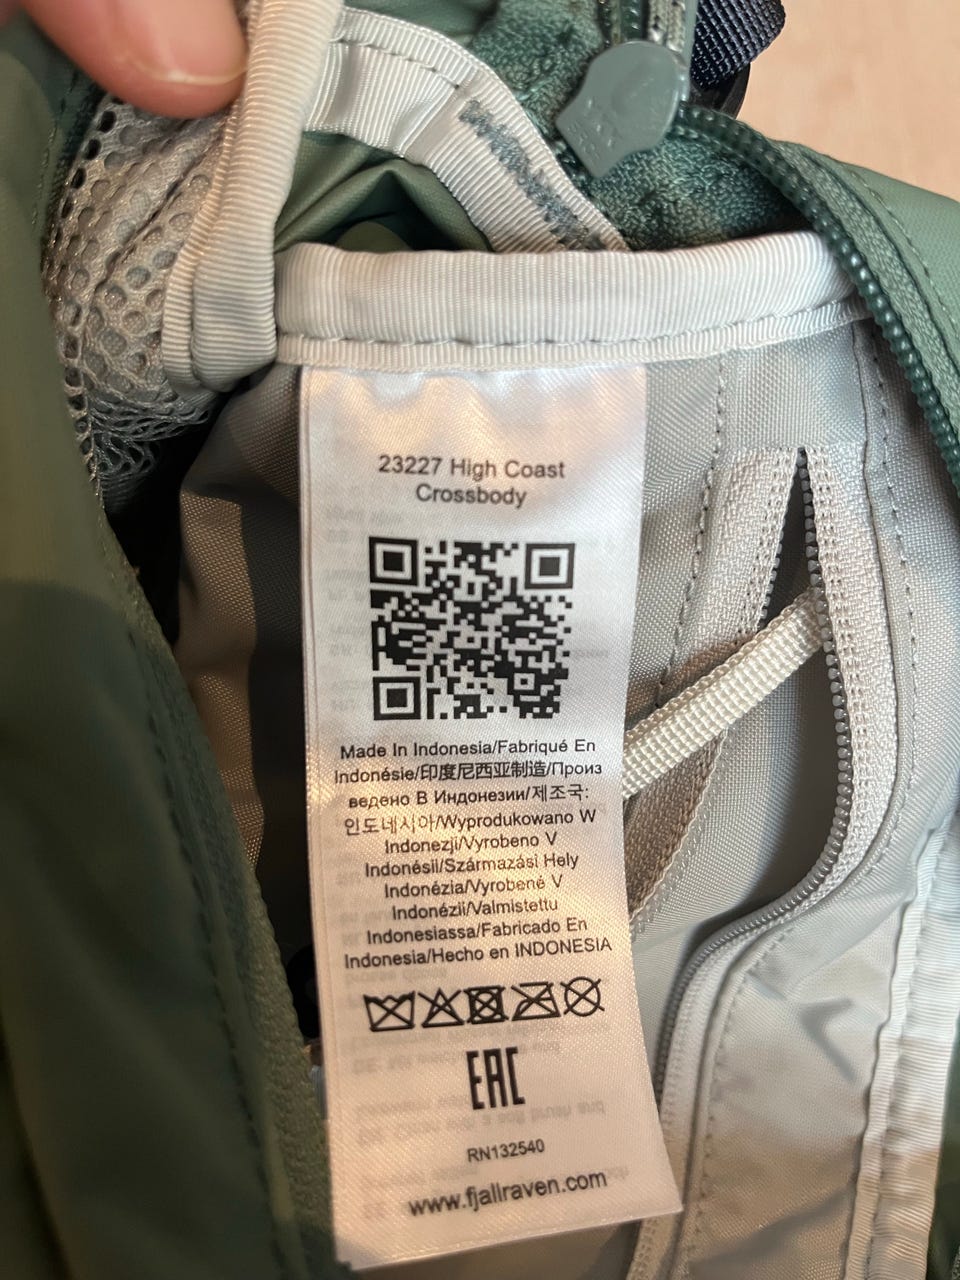 23227 High Coast
Crossbody
Made In Indonesia/Fabriqué En
Indonésie/印度尼西亚制造/Произ
ведено В Индонезии/제조국:
인도네시아/Wyprodukowano W
Indonezji/Vyrobeno V
Indonésii/Származási Hely
Indonézia/Vyrobené V
Indonézii/Valmistettu
Indonesiassa/Fabricado En
Indonesia/Hecho en INDONESIA
EAC
RN132540
www.fjallraven.com